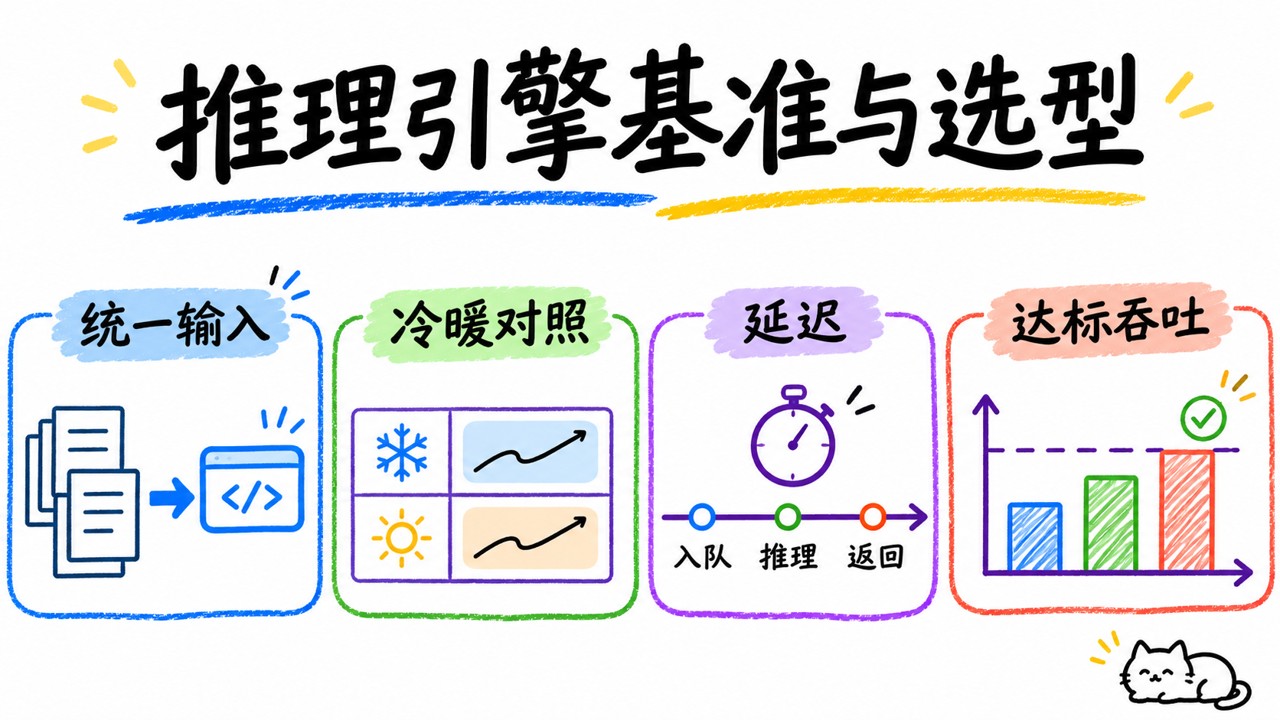 推理引擎基准与选型
统一输入
冷暖对照
延迟
达标吞吐
</>
入队 推理 返回